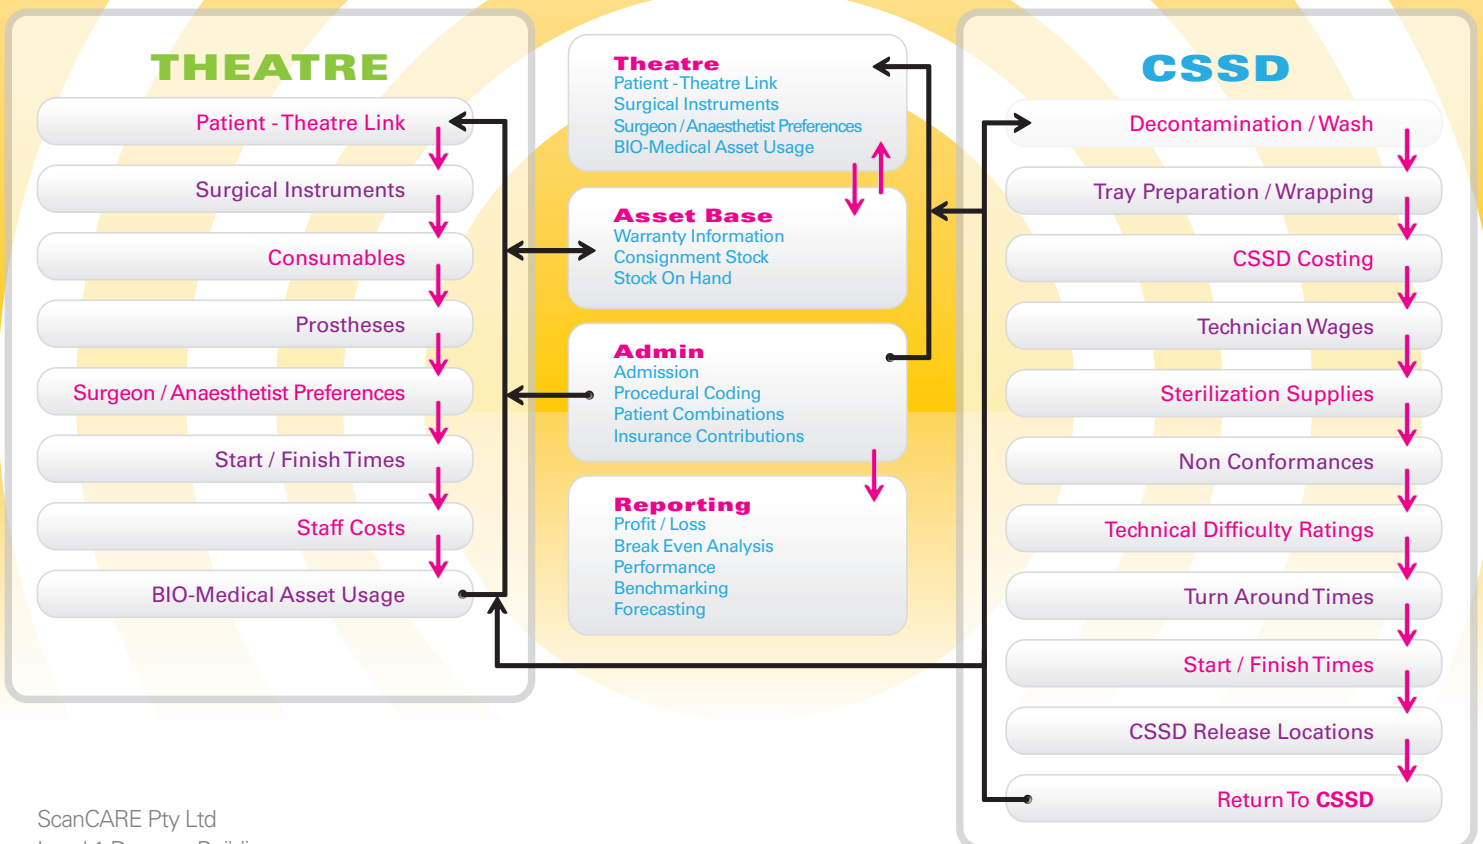 THEATRE
Patient - Theatre Link
Surgical Instruments
Consumables
Prostheses
Surgeon / Anaesthetist Preferences
Start / Finish Times
Staff Costs
BIO-Medical Asset Usage
Theatre
Patient - Theatre Link
Surgical Instruments
Surgeon / Anaesthetist Preferences
BIO-Medical Asset Usage
Asset Base
Warranty Information
Consignment Stock
Stock On Hand
Admin
Admission
Procedural Coding
Patient Combinations
Insurance Contributions
Reporting
Profit / Loss
Break Even Analysis
Performance
Benchmarking
Forecasting
CSSD
Decontamination / Wash
Tray Preparation / Wrapping
CSSD Costing
Technician Wages
Sterilization Supplies
Non Conformances
Technical Difficulty Ratings
Turn Around Times
Start / Finish Times
CSSD Release Locations
Return To CSSD
ScanCARE Pty Ltd